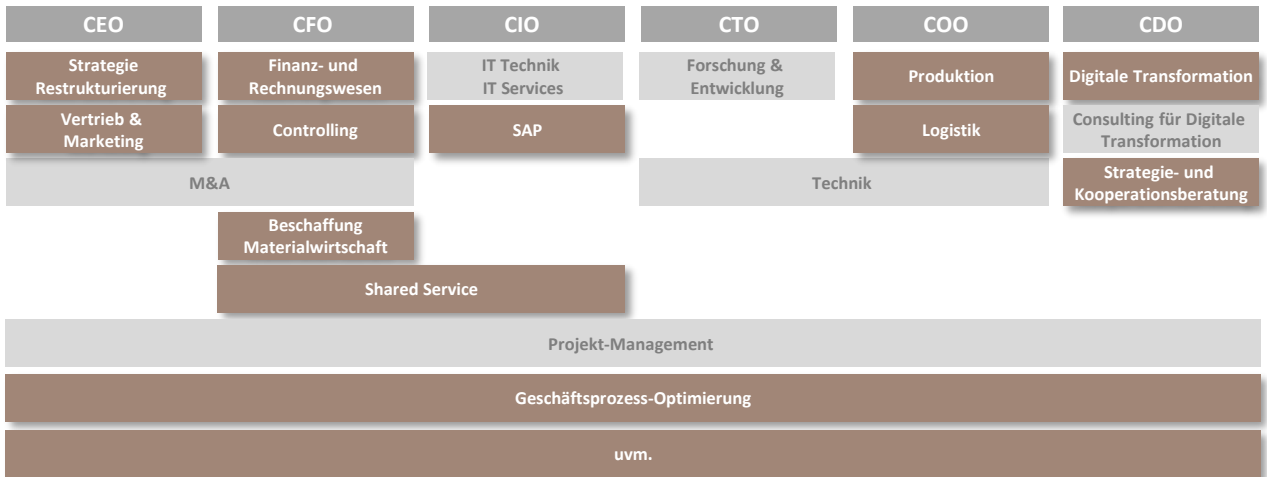 CEO
CFO
CIO
CTO
COO
CDO
Strategie
Restrukturierung
Finanz- und
Rechnungswesen
IT Technik
IT Services
Forschung &
Entwicklung
Produktion
Digitale Transformation
Vertrieb &
Marketing
Controlling
SAP
Logistik
Consulting für Digitale
Transformation
M&A
Technik
Strategie- und
Kooperationsberatung
Beschaffung
Materialwirtschaft
Shared Service
Projekt-Management
Geschäftsprozess-Optimierung
uvm.